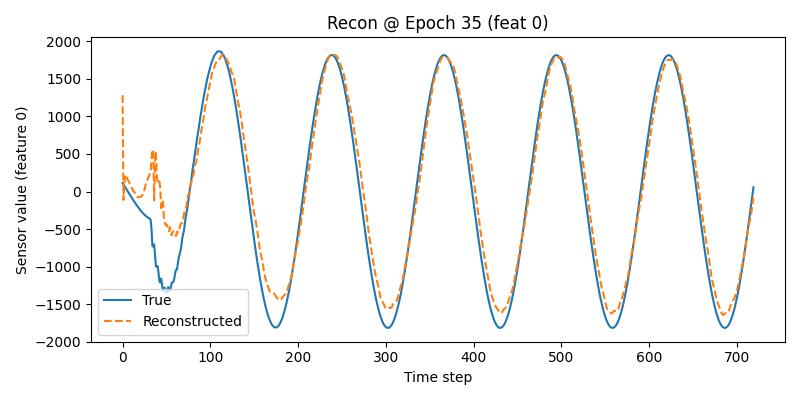 Recon @ Epoch 35 (feat 0)
Sensor value (feature 0)
2000
1500
1000
500
0
−500
−1000
−1500
−2000
True
Reconstructed
0 100 200 300 400 500 600 700
Time step